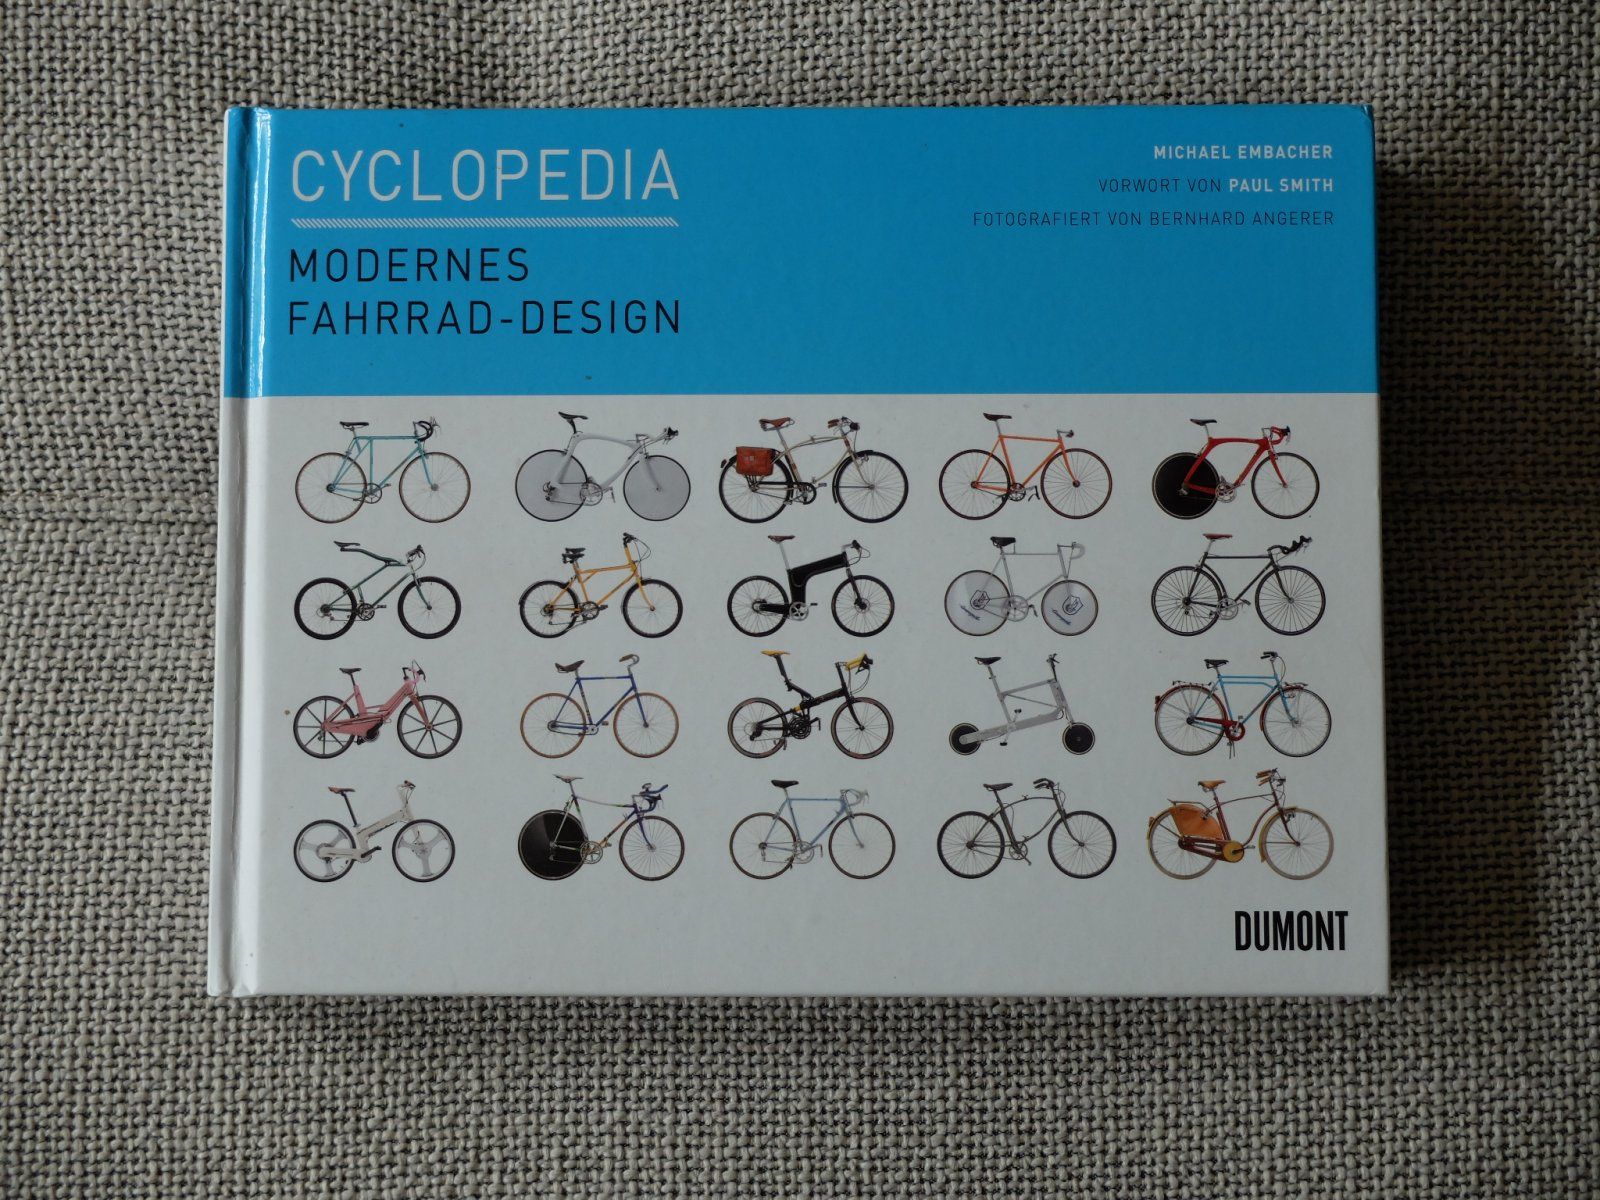 CYCLOPEDIA
MODERNES
FAHRRAD-DESIGN
MICHAEL EMBACHER
VORWORT VON PAUL SMITH
FOTOGRAFIERT VON BERNHARD ANGERER
DUMONT